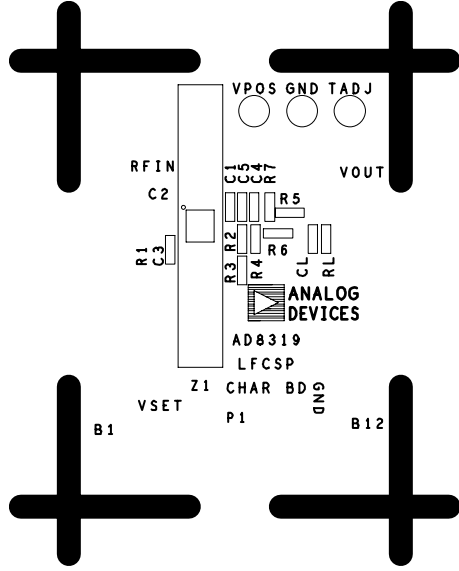 VPOS GND TADJ
RFIN
C1
C5
C4
R7
VOUT
C2
R5
R1
C3
R2
R6
R3
R4
CL
RL
ANALOG
DEVICES
AD8319
LFCSP
Z1
CHAR BD
GND
VSET
P1
B1
B12